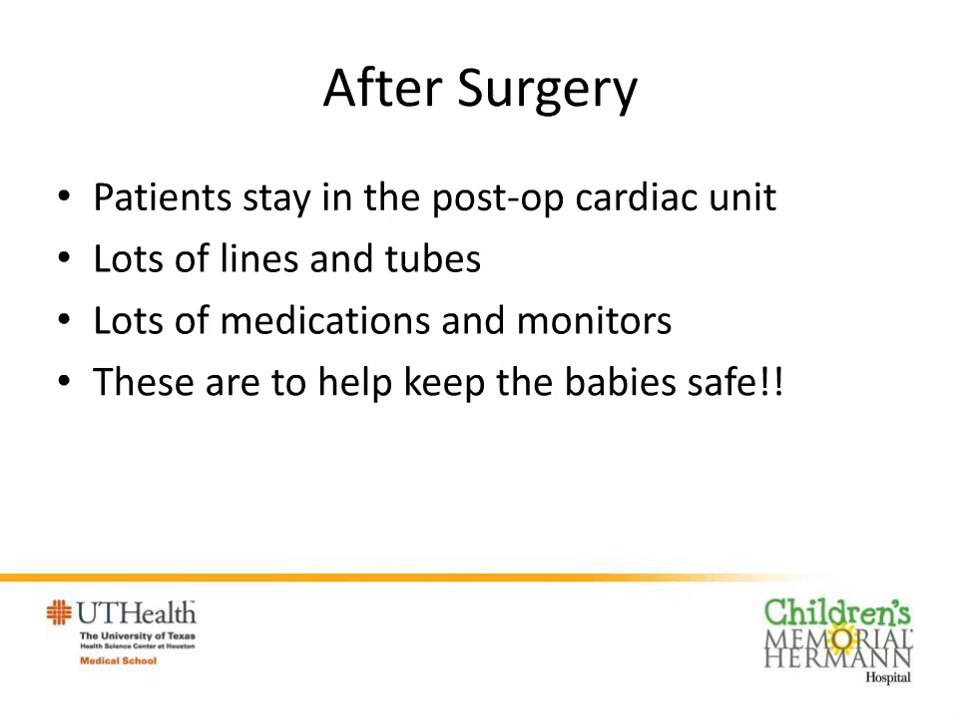 After Surgery
• Patients stay in the post-op cardiac unit
• Lots of lines and tubes
• Lots of medications and monitors
• These are to help keep the babies safe!!
UTHealth™
The University of Texas
Health Science Center at Houston
Medical School
Children's
MEMORIAL
HERMANN
Hospital